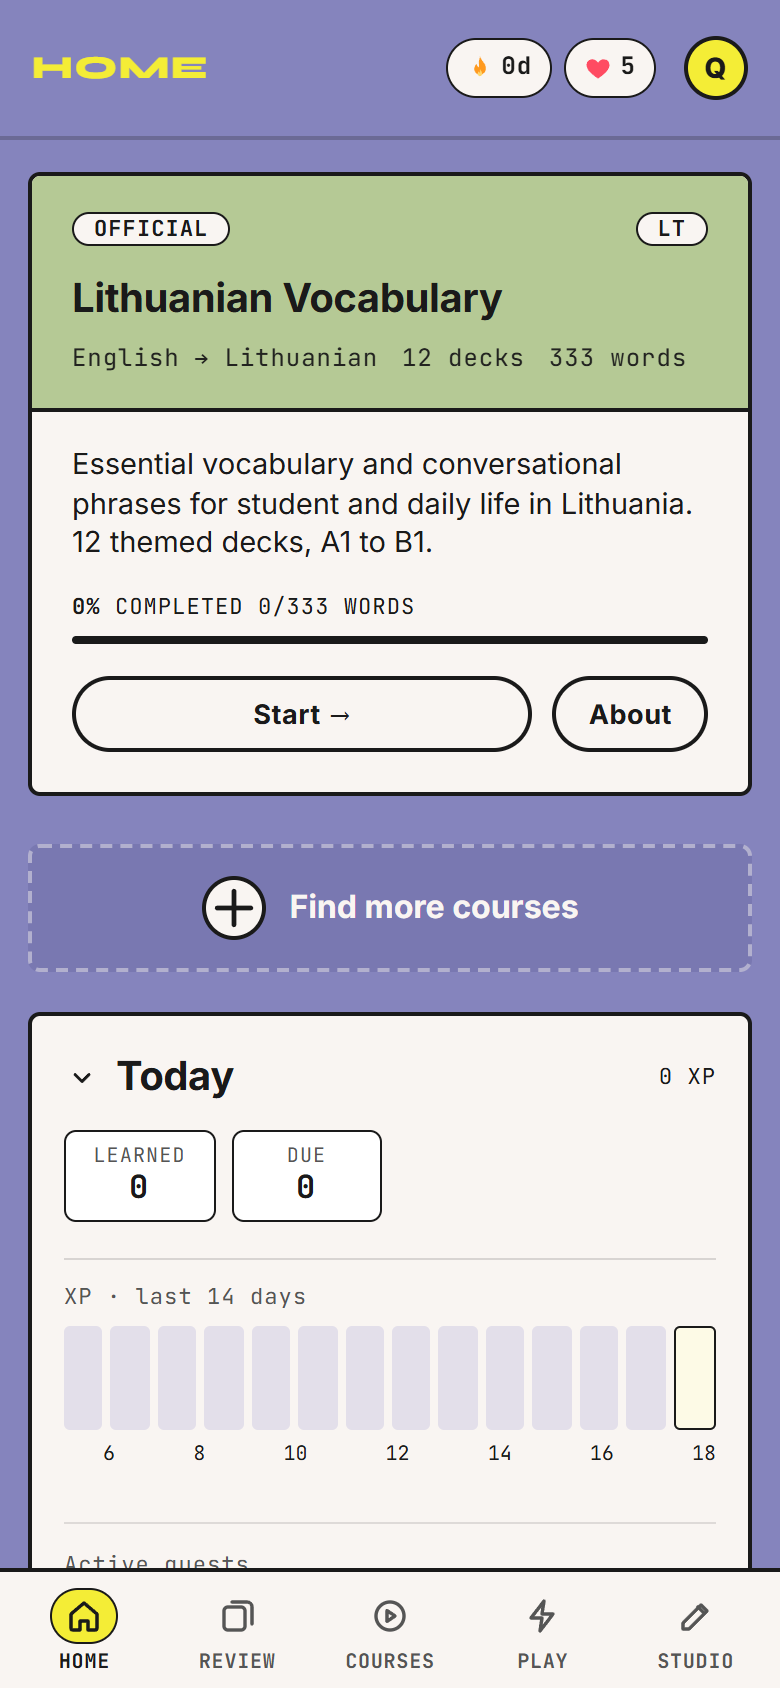 HOME
0d
5
Q
OFFICIAL
LT
Lithuanian Vocabulary
English → Lithuanian 12 decks 333 words
Essential vocabulary and conversational
phrases for student and daily life in Lithuania.
12 themed decks, A1 to B1.
0% COMPLETED 0/333 WORDS
Start →
About
Find more courses
Today
0 XP
LEARNED
0
DUE
0
XP · last 14 days
6 8 10 12 14 16 18
Active quests
HOME
REVIEW
COURSES
PLAY
STUDIO